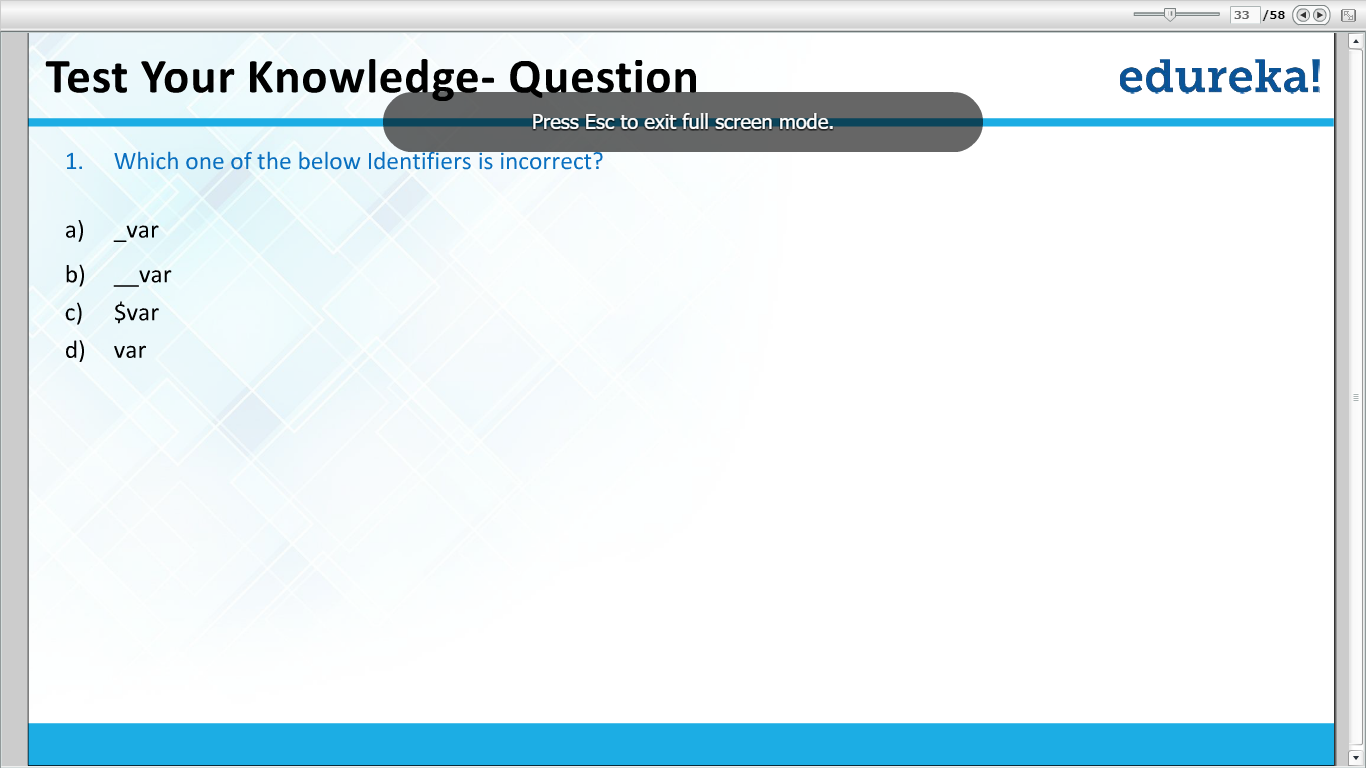 33 /58
Test Your Knowledge- Question
edureka!
Press Esc to exit full screen mode.
1. Which one of the below Identifiers is incorrect?
a) _var
b) __var
c) $var
d) var